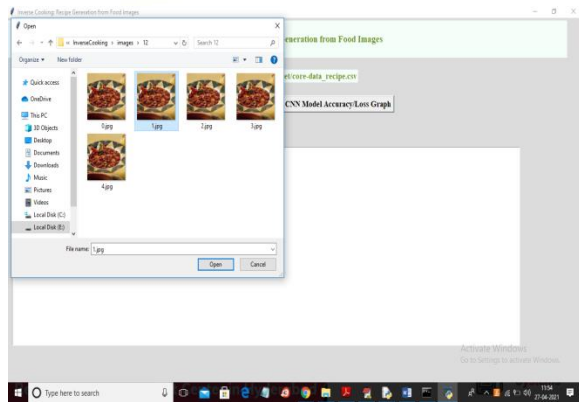 Inverse Cooking: Recipe Generation from Food Images
Open
InverseCooking › images › 12
Search 12
eneration from Food Images
Organize
New folder
et/core-data_recipe.csv
Quick access
OneDrive
This PC
3D Objects
Desktop
Documents
Downloads
Music
Pictures
Videos
Local Disk (C:)
Local Disk (E:)
0.jpg
1.jpg
2.jpg
3.jpg
4.jpg
CNN Model Accuracy/Loss Graph
File name: 1.jpg
Open
Cancel
Activate Windows
Go to Settings to activate Windows.
Type here to search
11:54
27-04-2021